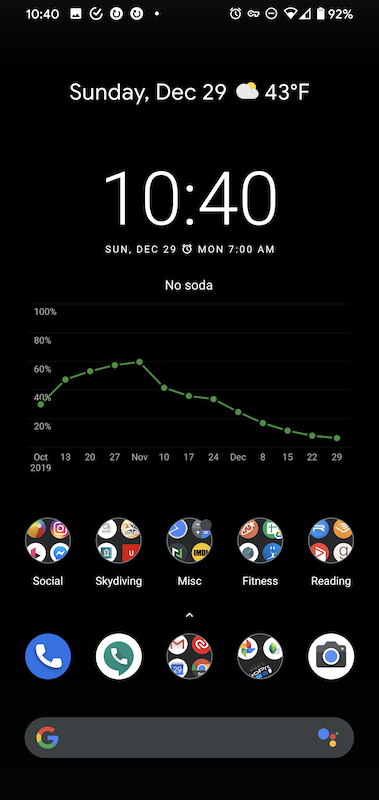 10:40 92%
Sunday, Dec 29 43°F
10:40
SUN, DEC 29 MON 7:00 AM
No soda
100%
80%
60%
40%
20%
Oct 13 20 27 Nov 10 17 24 Dec 8 15 22 29
2019
IMDb
Social Skydiving Misc Fitness Reading